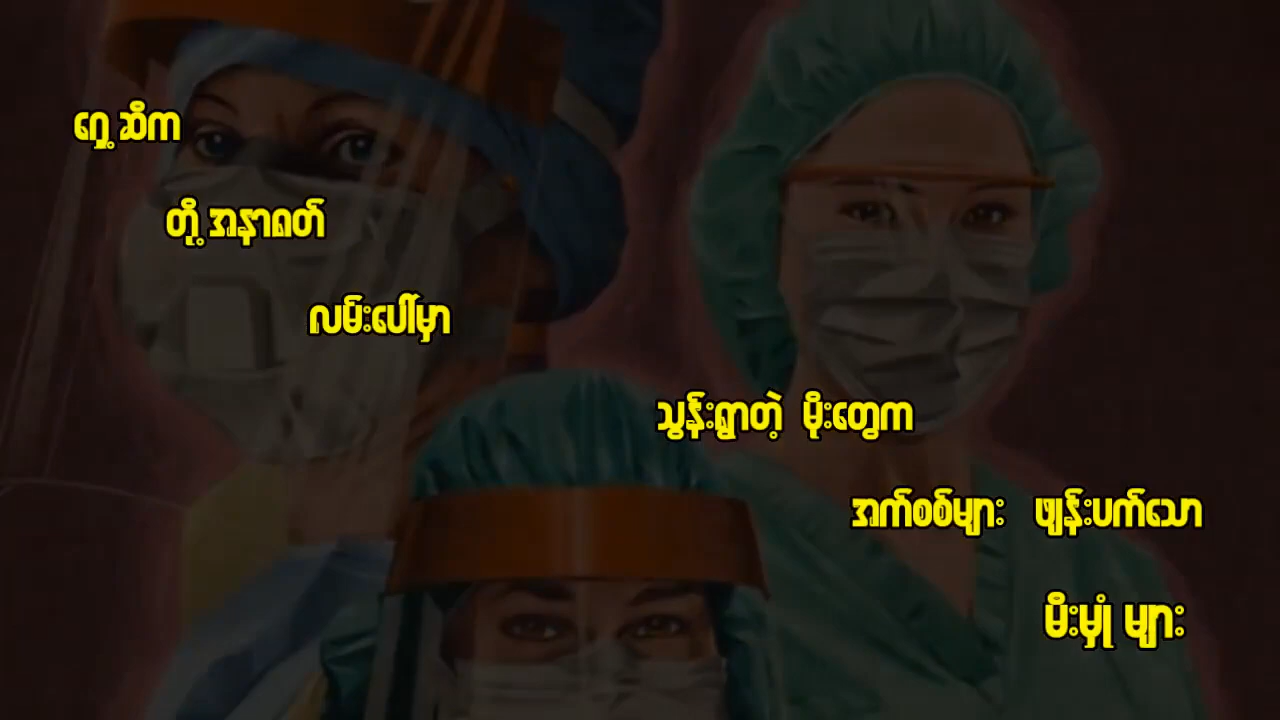 ရှေ့ဆီက
တို့ အနာဂတ်
လမ်းပေါ်မှာ
သွန်းရွာတဲ့ မိုးတွေက
အက်စစ်များ ဖျန်းပက်သော
မီးမှုံ များ